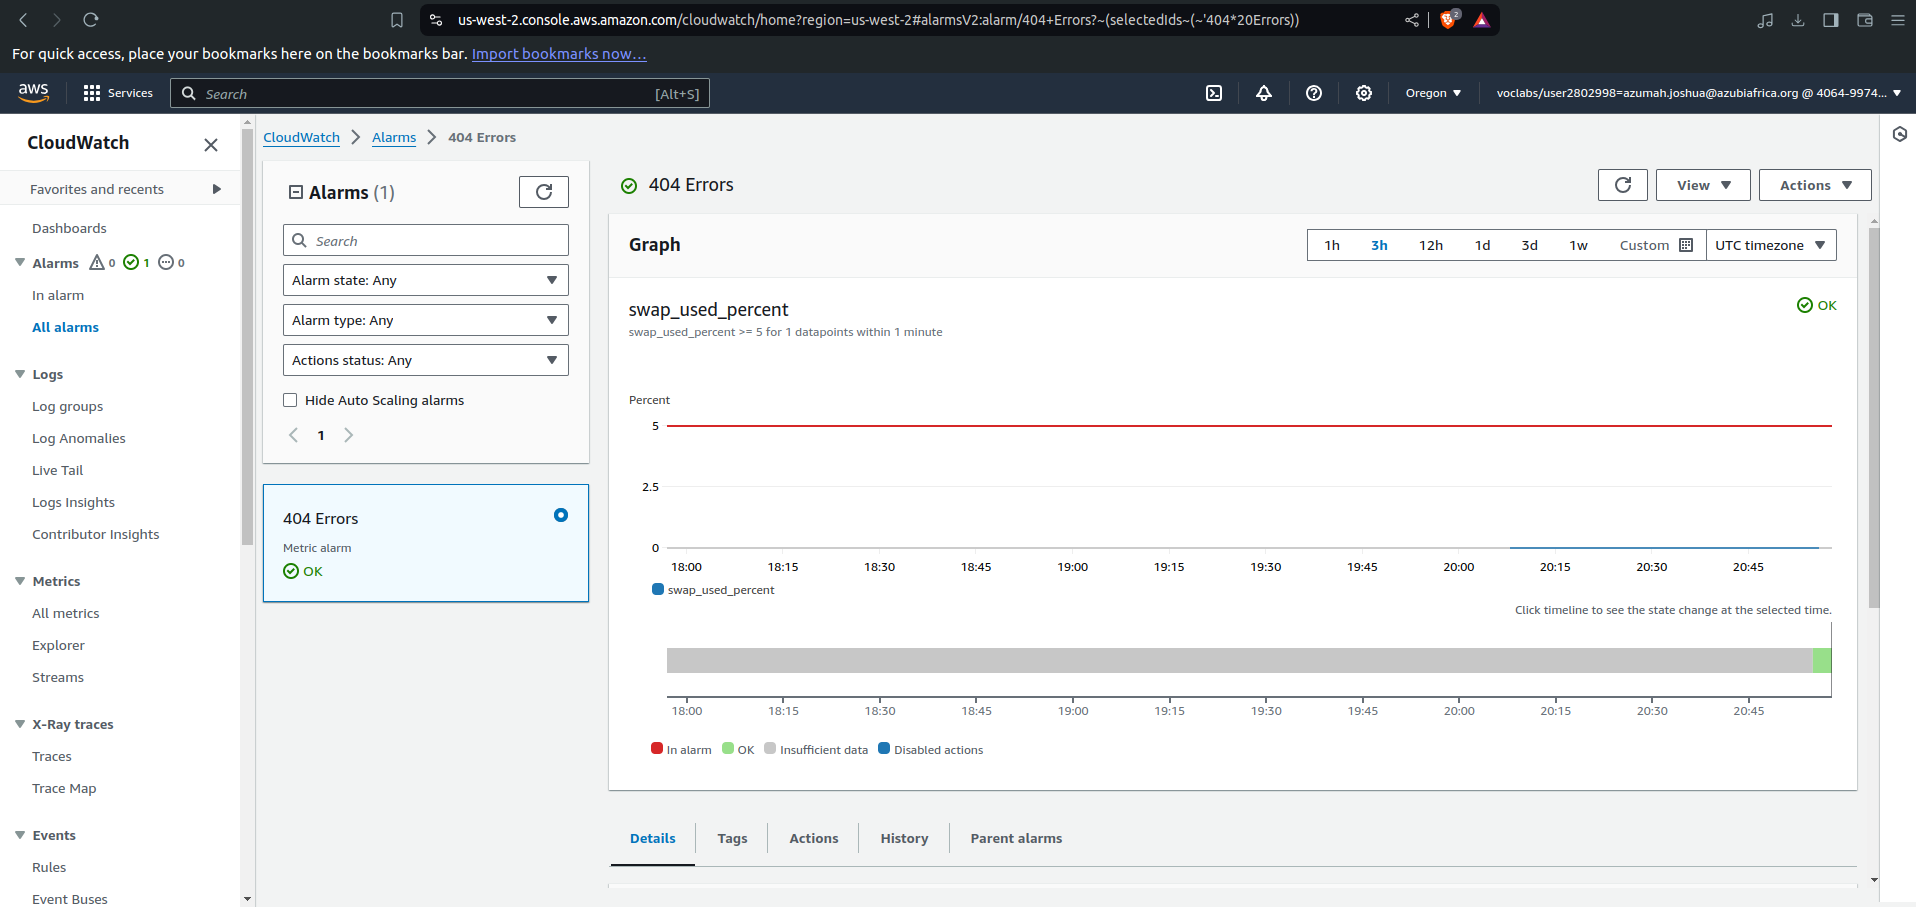 us-west-2.console.aws.amazon.com/cloudwatch/home?region=us-west-2#alarmsV2:alarm/404+Errors?~(selectedIds~(~'404*20Errors))
2
For quick access, place your bookmarks here on the bookmarks bar. Import bookmarks now…
aws
Services
Search
[Alt+S]
Oregon
voclabs/user2802998=azumah.joshua@azubiafrica.org @ 4064-9974...
CloudWatch
Favorites and recents
Dashboards
Alarms 0 1 0
In alarm
All alarms
Logs
Log groups
Log Anomalies
Live Tail
Logs Insights
Contributor Insights
Metrics
All metrics
Explorer
Streams
X-Ray traces
Traces
Trace Map
Events
Rules
Event Buses
CloudWatch > Alarms > 404 Errors
Alarms (1)
Search
Alarm state: Any
Alarm type: Any
Actions status: Any
Hide Auto Scaling alarms
1
404 Errors
Metric alarm
OK
404 Errors
View
Actions
Graph
1h 3h 12h 1d 3d 1w Custom UTC timezone
swap_used_percent
OK
swap_used_percent >= 5 for 1 datapoints within 1 minute
Percent
5
2.5
0
18:00 18:15 18:30 18:45 19:00 19:15 19:30 19:45 20:00 20:15 20:30 20:45
swap_used_percent
Click timeline to see the state change at the selected time.
18:00 18:15 18:30 18:45 19:00 19:15 19:30 19:45 20:00 20:15 20:30 20:45
In alarm OK Insufficient data Disabled actions
Details Tags Actions History Parent alarms